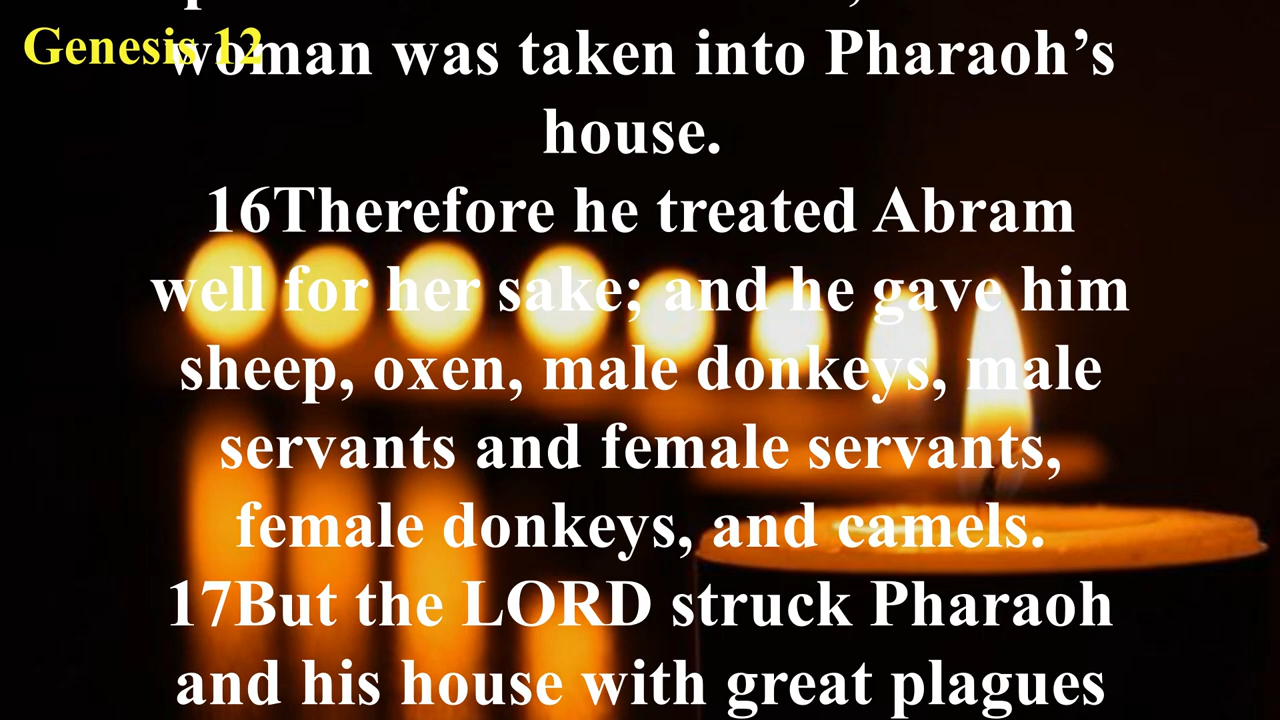 Genesis 12
woman was taken into Pharaoh’s
house.
16Therefore he treated Abram
well for her sake; and he gave him
sheep, oxen, male donkeys, male
servants and female servants,
female donkeys, and camels.
17But the LORD struck Pharaoh
and his house with great plagues